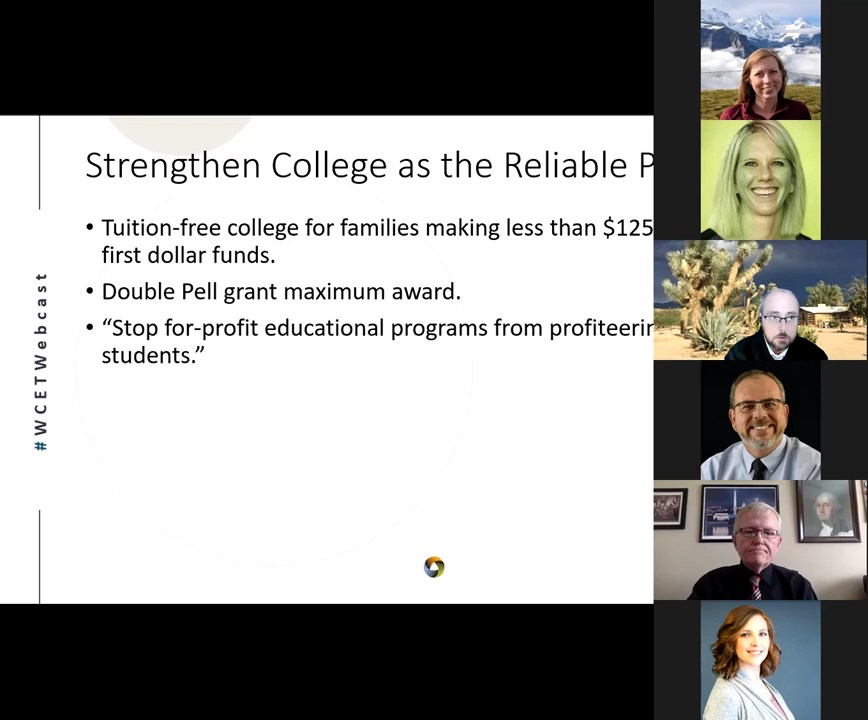 Strengthen College as the Reliable P
• Tuition-free college for families making less than $125
first dollar funds.
• Double Pell grant maximum award.
• “Stop for-profit educational programs from profiteerin
students.”
#WCETWebcast